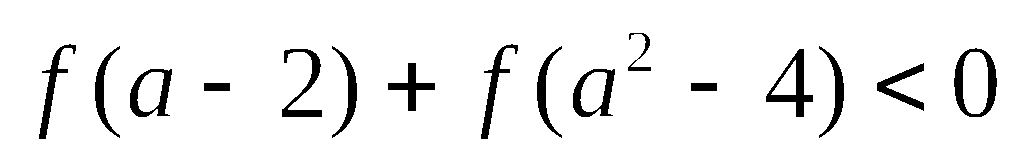 f(a - 2) + f(a² - 4) < 0